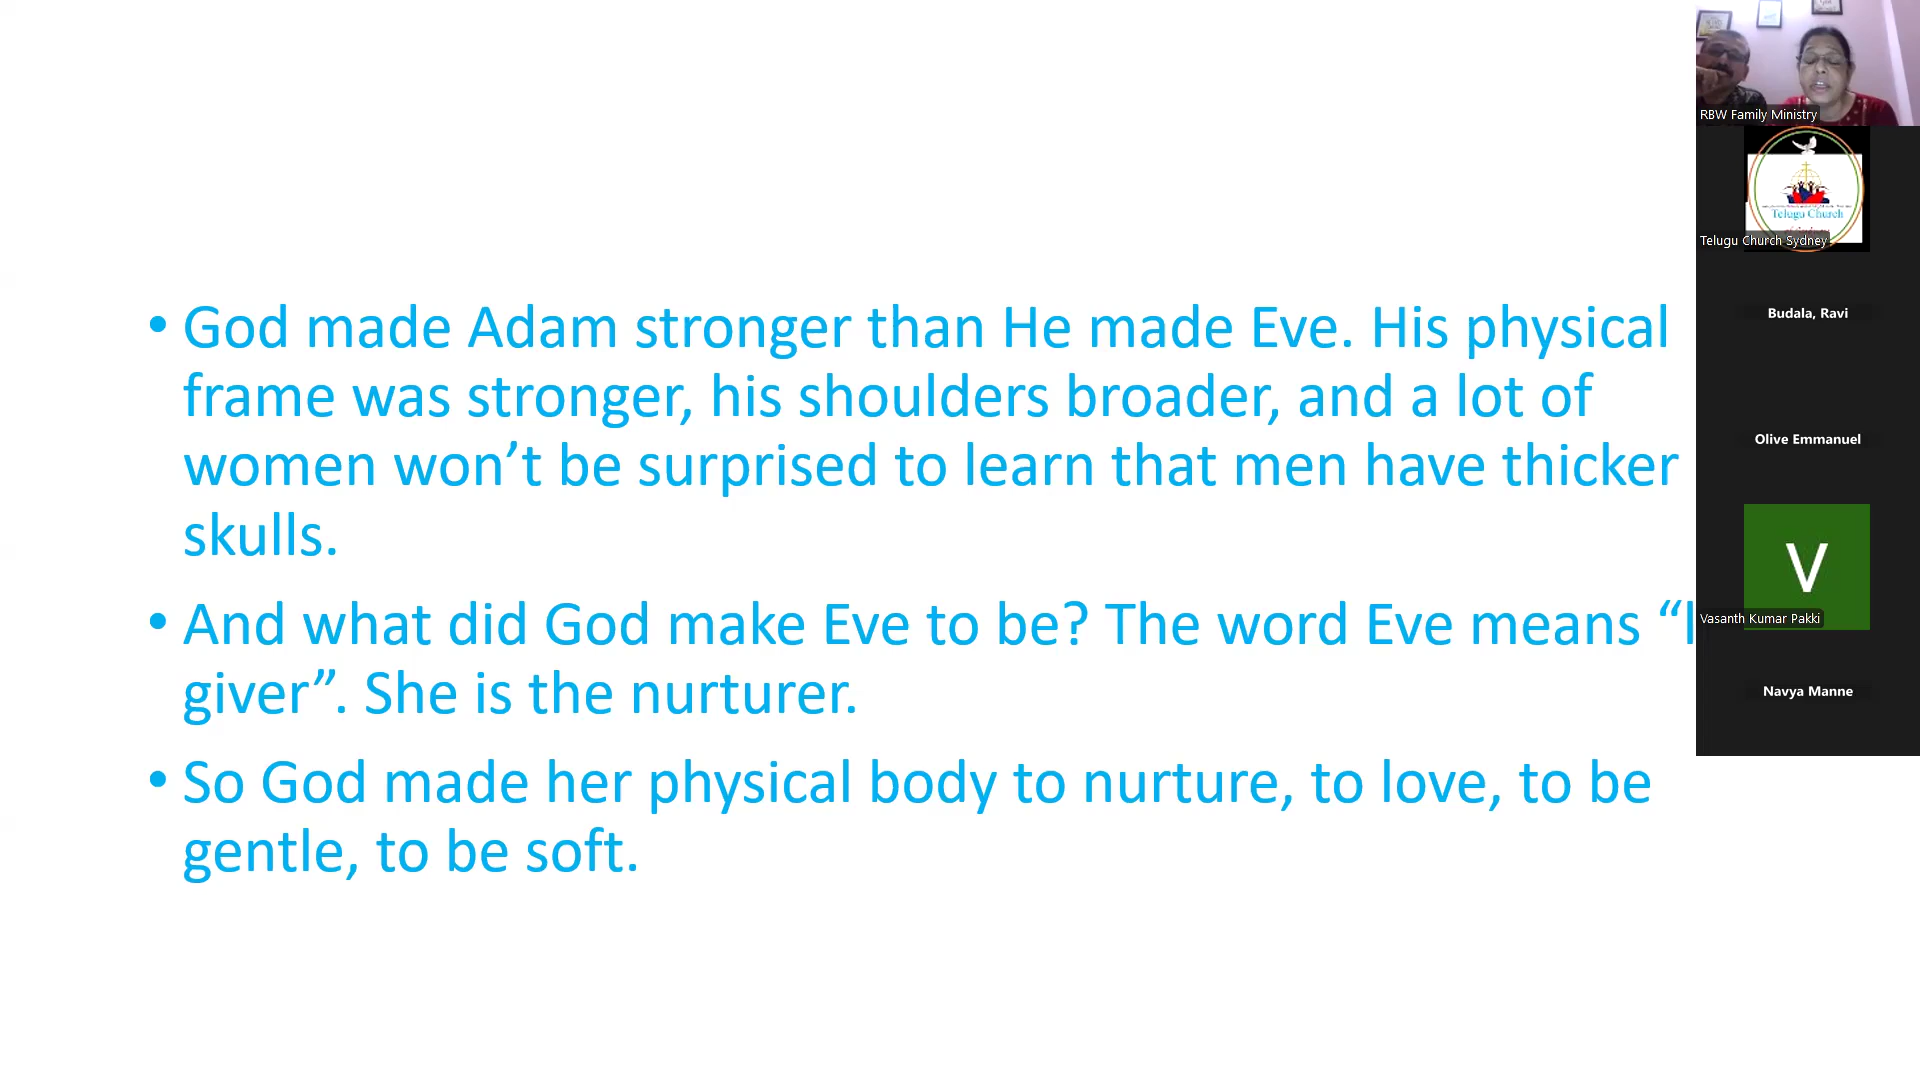 • God made Adam stronger than He made Eve. His physical
frame was stronger, his shoulders broader, and a lot of
women won’t be surprised to learn that men have thicker
skulls.
• And what did God make Eve to be? The word Eve means “l
giver”. She is the nurturer.
• So God made her physical body to nurture, to love, to be
gentle, to be soft.
RBW Family Ministry
Telugu Church
Telugu Church Sydney
Budala, Ravi
Olive Emmanuel
V
Vasanth Kumar Pakki
Navya Manne